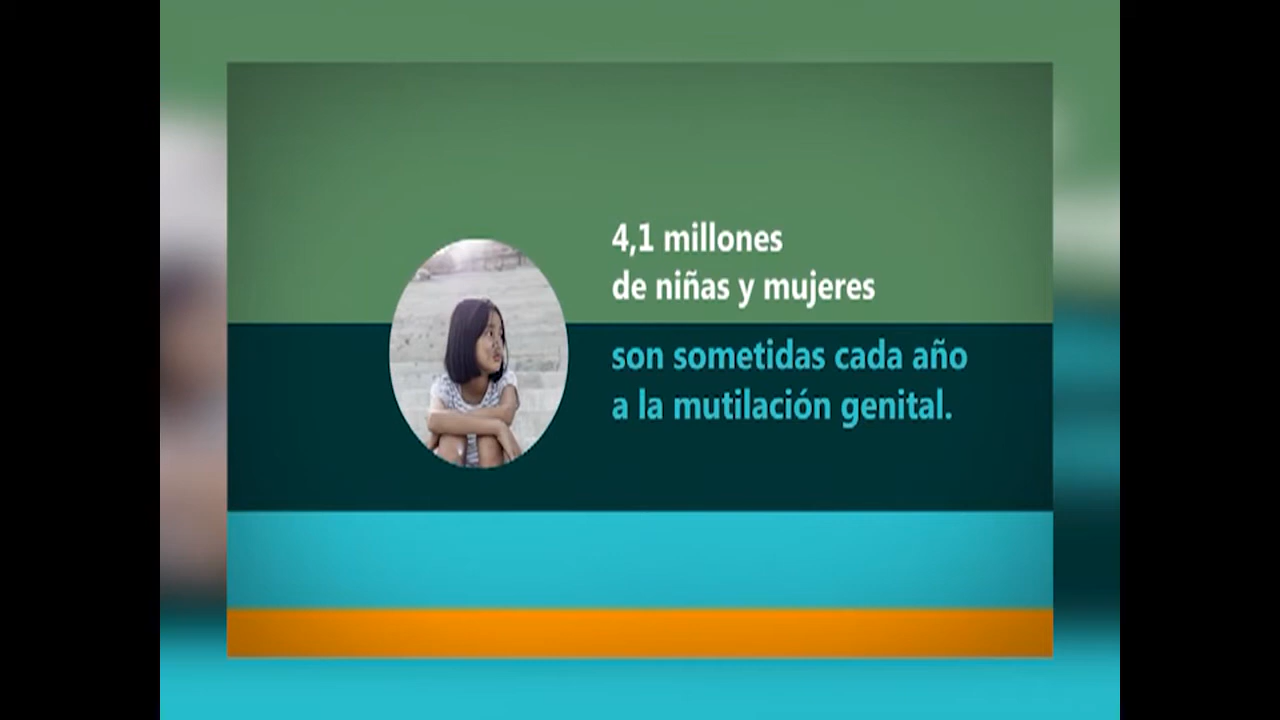 4,1 millones
de niñas y mujeres
son sometidas cada año
a la mutilación genital.